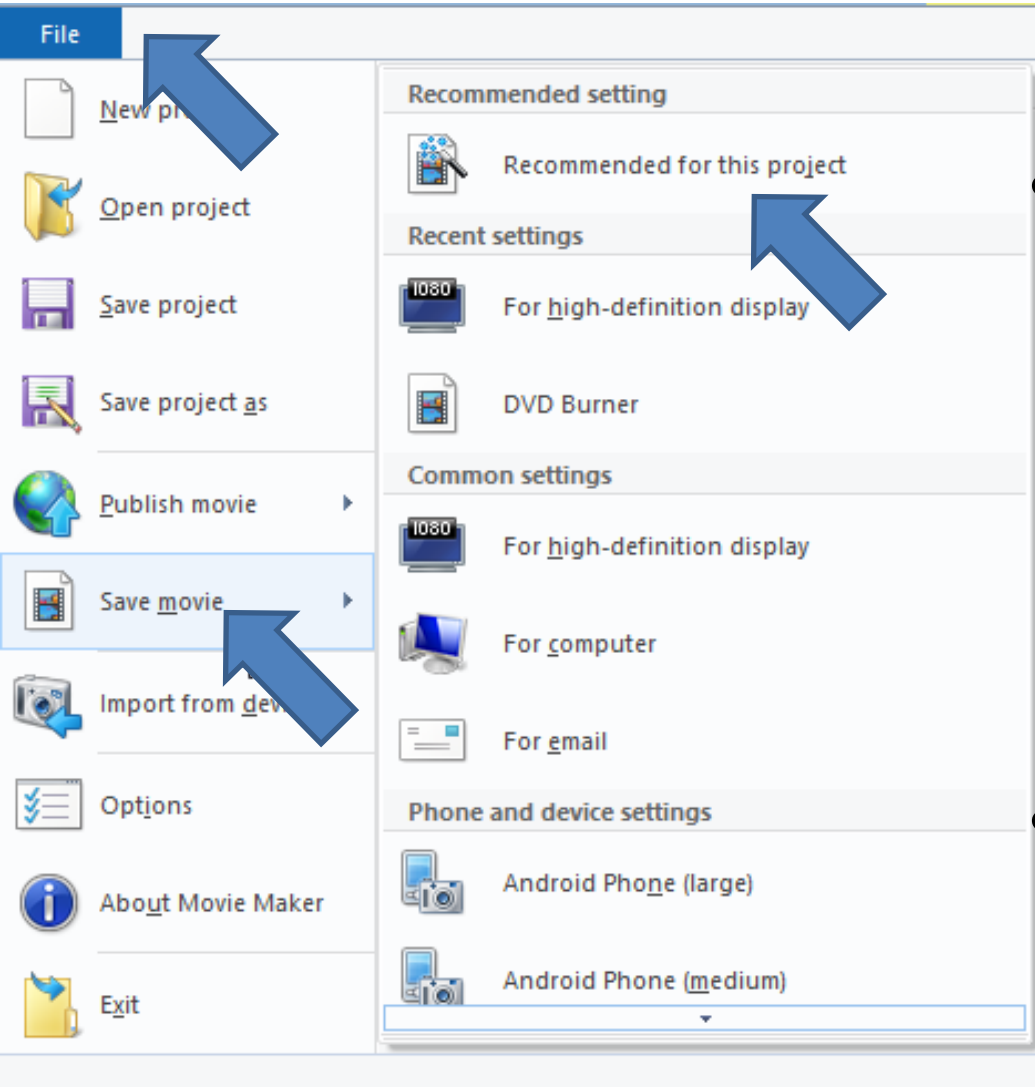 File
New
Open project
Save project
Save project as
Publish movie
Save movie
Import from
Options
About Movie Maker
Exit
Recommended setting
Recommended for this project
Recent settings
1080
For high-definition display
DVD Burner
Common settings
1080
For high-definition display
For computer
For email
Phone and device settings
Android Phone (large)
Android Phone (medium)